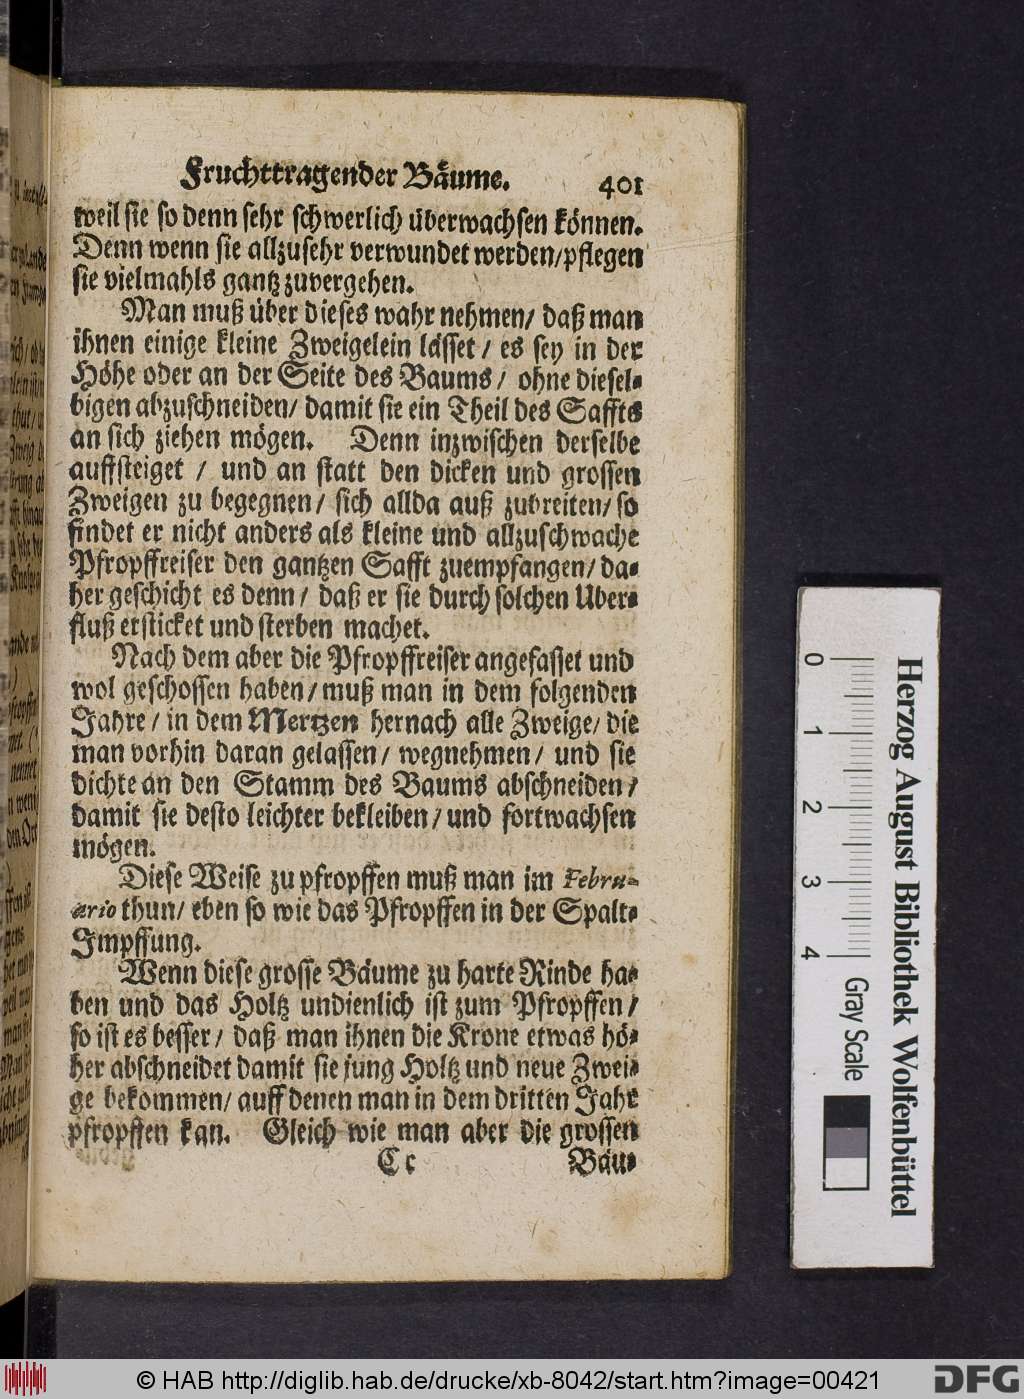 Fruchttragender Bäume. 401
weil sie so denn sehr schwerlich überwachsen können.
Denn wenn sie allzusehr verwundet werden/pflegen
sie vielmahls gantz zuvergehen.
Man muß über dieses wahr nehmen/ daß man
ihnen einige kleine Zweigelein lässet / es sey in der
Höhe oder an der Seite des Baums / ohne diesel-
bigen abzuschneiden/ damit sie ein Theil des Saffts
an sich ziehen mögen. Denn inzwischen derselbe
auffsteiget / und an statt den dicken und grossen
Zweigen zu begegnen/ sich allda auß zubreiten/ so
findet er nicht anders als kleine und allzuschwache
Pfropffreiser den gantzen Safft zuempfangen/ da-
her geschicht es denn / daß er sie durch solchen Uber-
fluß ersticket und sterben machet.
Nach dem aber die Pfropffreiser angefasset und
wol geschossen haben/ muß man in dem folgenden
Jahre / in dem Mertzen hernach alle Zweige/ die
man vorhin daran gelassen/ wegnehmen/ und sie
dichte an den Stamm des Baums abschneiden/
damit sie desto leichter bekleiben/ und fortwachsen
mögen.
Diese Weise zu pfropffen muß man im Febru-
ario thun/ eben so wie das Pfropffen in der Spalt-
Impffung.
Wenn diese grosse Bäume zu harte Rinde ha-
ben und das Holtz undienlich ist zum Pfropffen/
so ist es besser/ daß man ihnen die Krone etwas hö-
her abschneidet damit sie jung Holtz und neue Zwei-
ge bekommen/ auff denen man in dem dritten Jahr
pfropffen kan. Gleich wie man aber die grossen
Cc Bäu-
0 1 2 3 4
Gray Scale
Herzog August Bibliothek Wolfenbüttel
© HAB http://diglib.hab.de/drucke/xb-8042/start.htm?image=00421
DFG